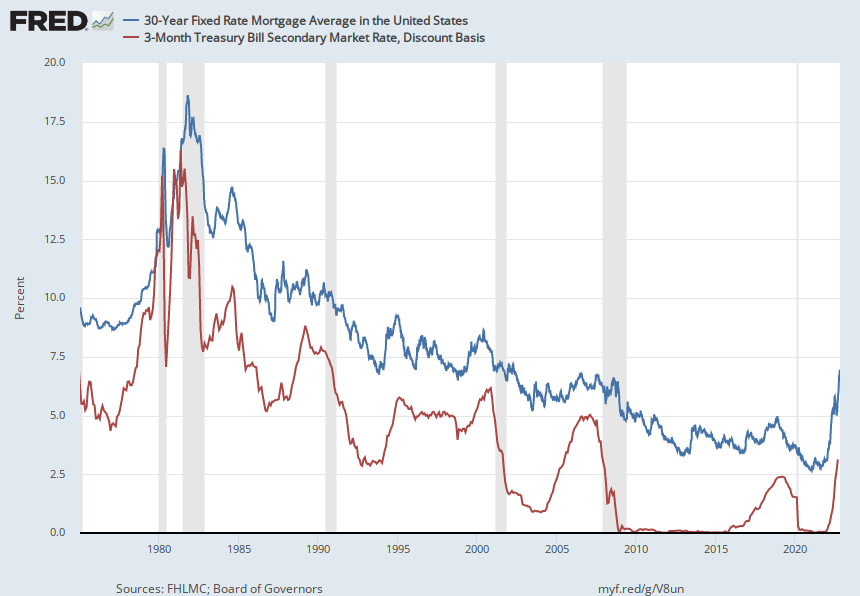 FRED
30-Year Fixed Rate Mortgage Average in the United States
3-Month Treasury Bill Secondary Market Rate, Discount Basis
20.0
17.5
15.0
12.5
10.0
7.5
5.0
2.5
0.0
Percent
1980 1985 1990 1995 2000 2005 2010 2015 2020
Sources: FHLMC; Board of Governors myf.red/g/V8un